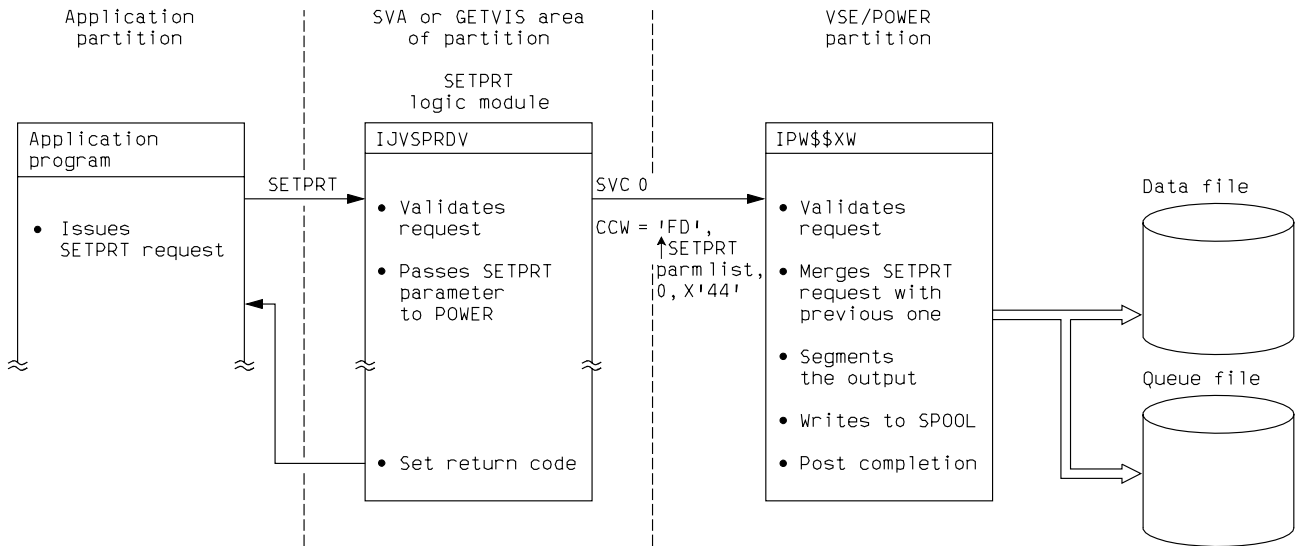 Application
partition
SVA or GETVIS area
of partition
VSE/POWER
partition
SETPRT
logic module
Application
program
• Issues
SETPRT request
SETPRT
IJVSPRDV
• Validates
request
• Passes SETPRT
parameter
to POWER
• Set return code
SVC 0
CCW = 'FD',
↑SETPRT
parm list,
0, X'44'
IPW$$XW
• Validates
request
• Merges SETPRT
request with
previous one
• Segments
the output
• Writes to SPOOL
• Post completion
Data file
Queue file